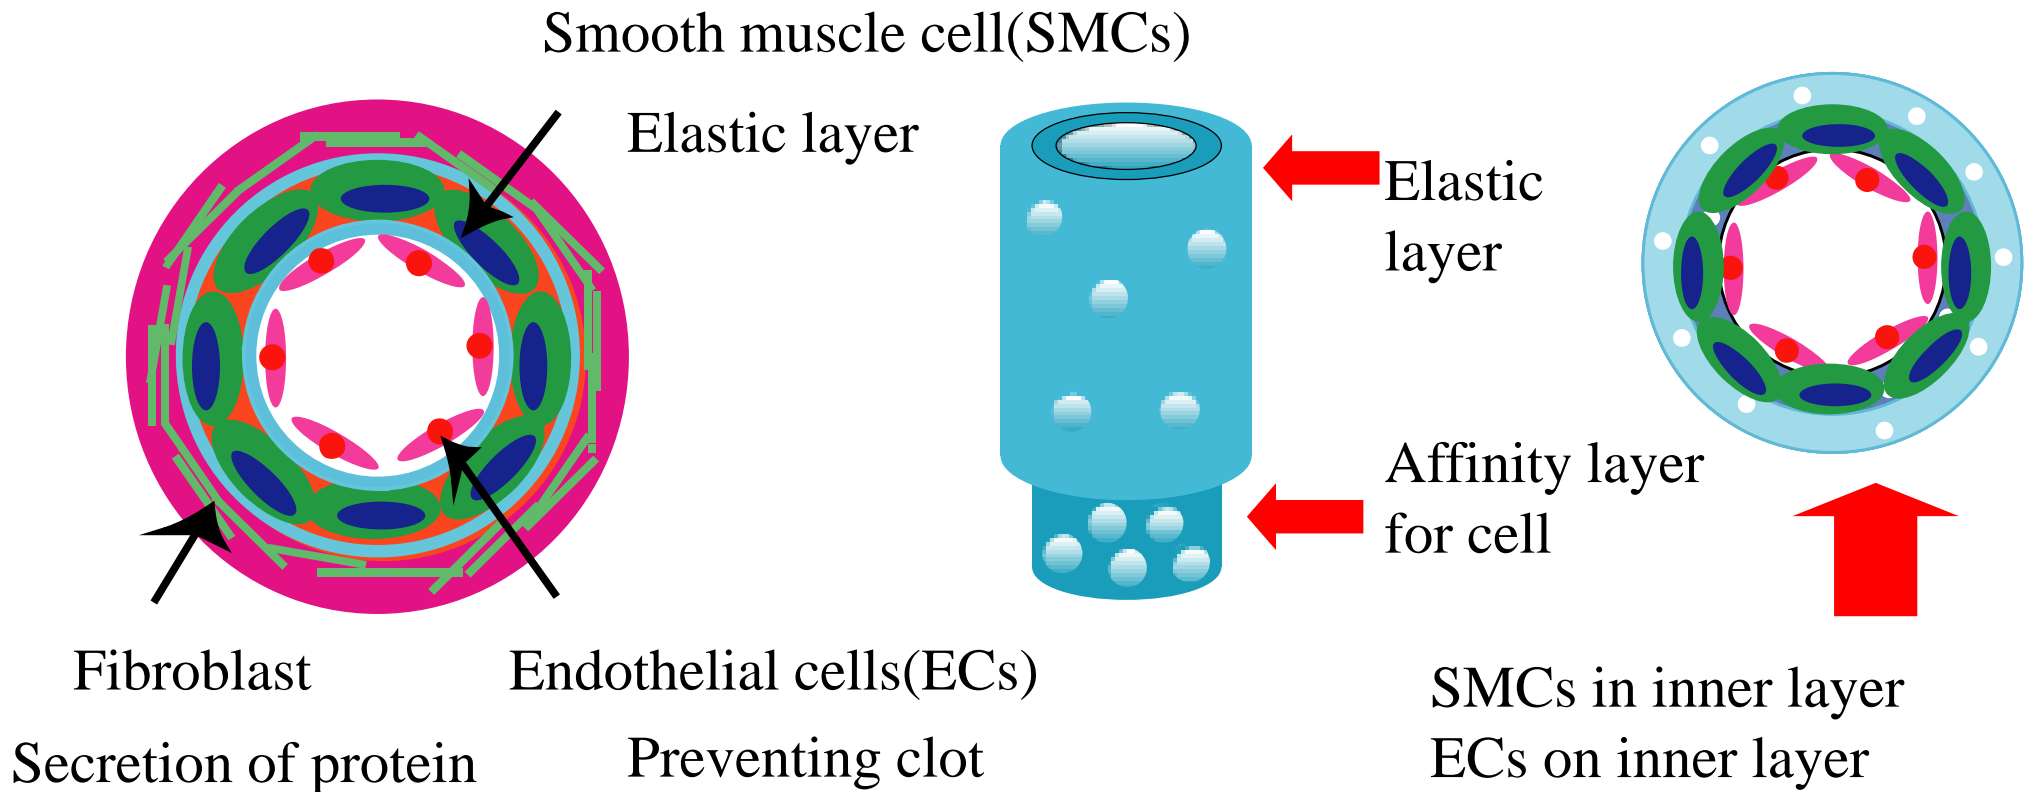 Smooth muscle cell(SMCs)
Elastic layer
Fibroblast
Secretion of protein
Endothelial cells(ECs)
Preventing clot
Elastic
layer
Affinity layer
for cell
SMCs in inner layer
ECs on inner layer